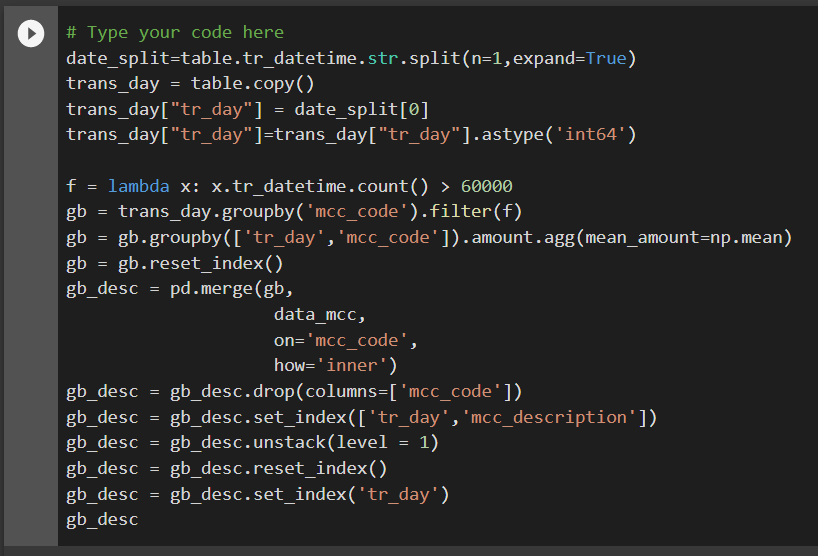 # Type your code here
date_split=table.tr_datetime.str.split(n=1,expand=True)
trans_day = table.copy()
trans_day["tr_day"] = date_split[0]
trans_day["tr_day"]=trans_day["tr_day"].astype('int64')

f = lambda x: x.tr_datetime.count() > 60000
gb = trans_day.groupby('mcc_code').filter(f)
gb = gb.groupby(['tr_day','mcc_code']).amount.agg(mean_amount=np.mean)
gb = gb.reset_index()
gb_desc = pd.merge(gb,
                    data_mcc,
                    on='mcc_code',
                    how='inner')
gb_desc = gb_desc.drop(columns=['mcc_code'])
gb_desc = gb_desc.set_index(['tr_day','mcc_description'])
gb_desc = gb_desc.unstack(level = 1)
gb_desc = gb_desc.reset_index()
gb_desc = gb_desc.set_index('tr_day')
gb_desc